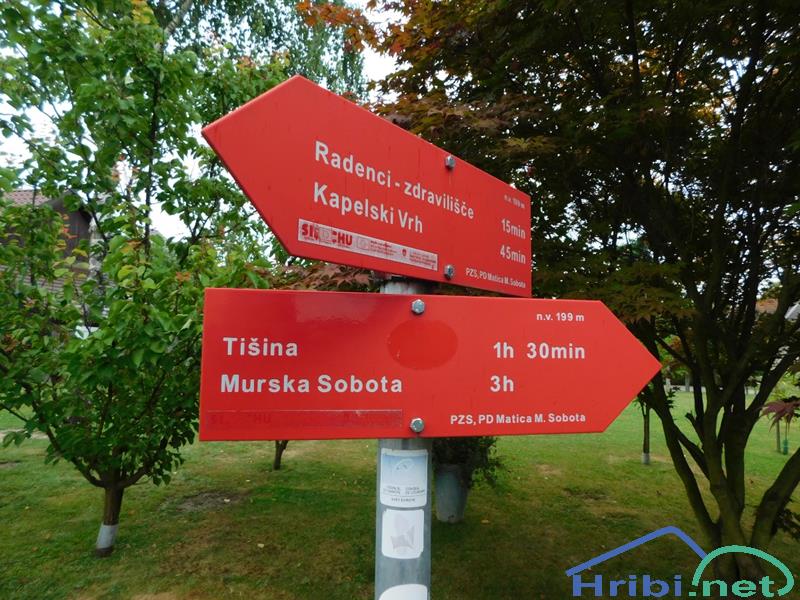 n.v. 199 m
Radenci - zdravilišče 15min
Kapelski Vrh 45min
PZS, PD Matica M. Sobota
n.v. 199 m
Tišina 1h 30min
Murska Sobota 3h
PZS, PD Matica M. Sobota
Hribi.net